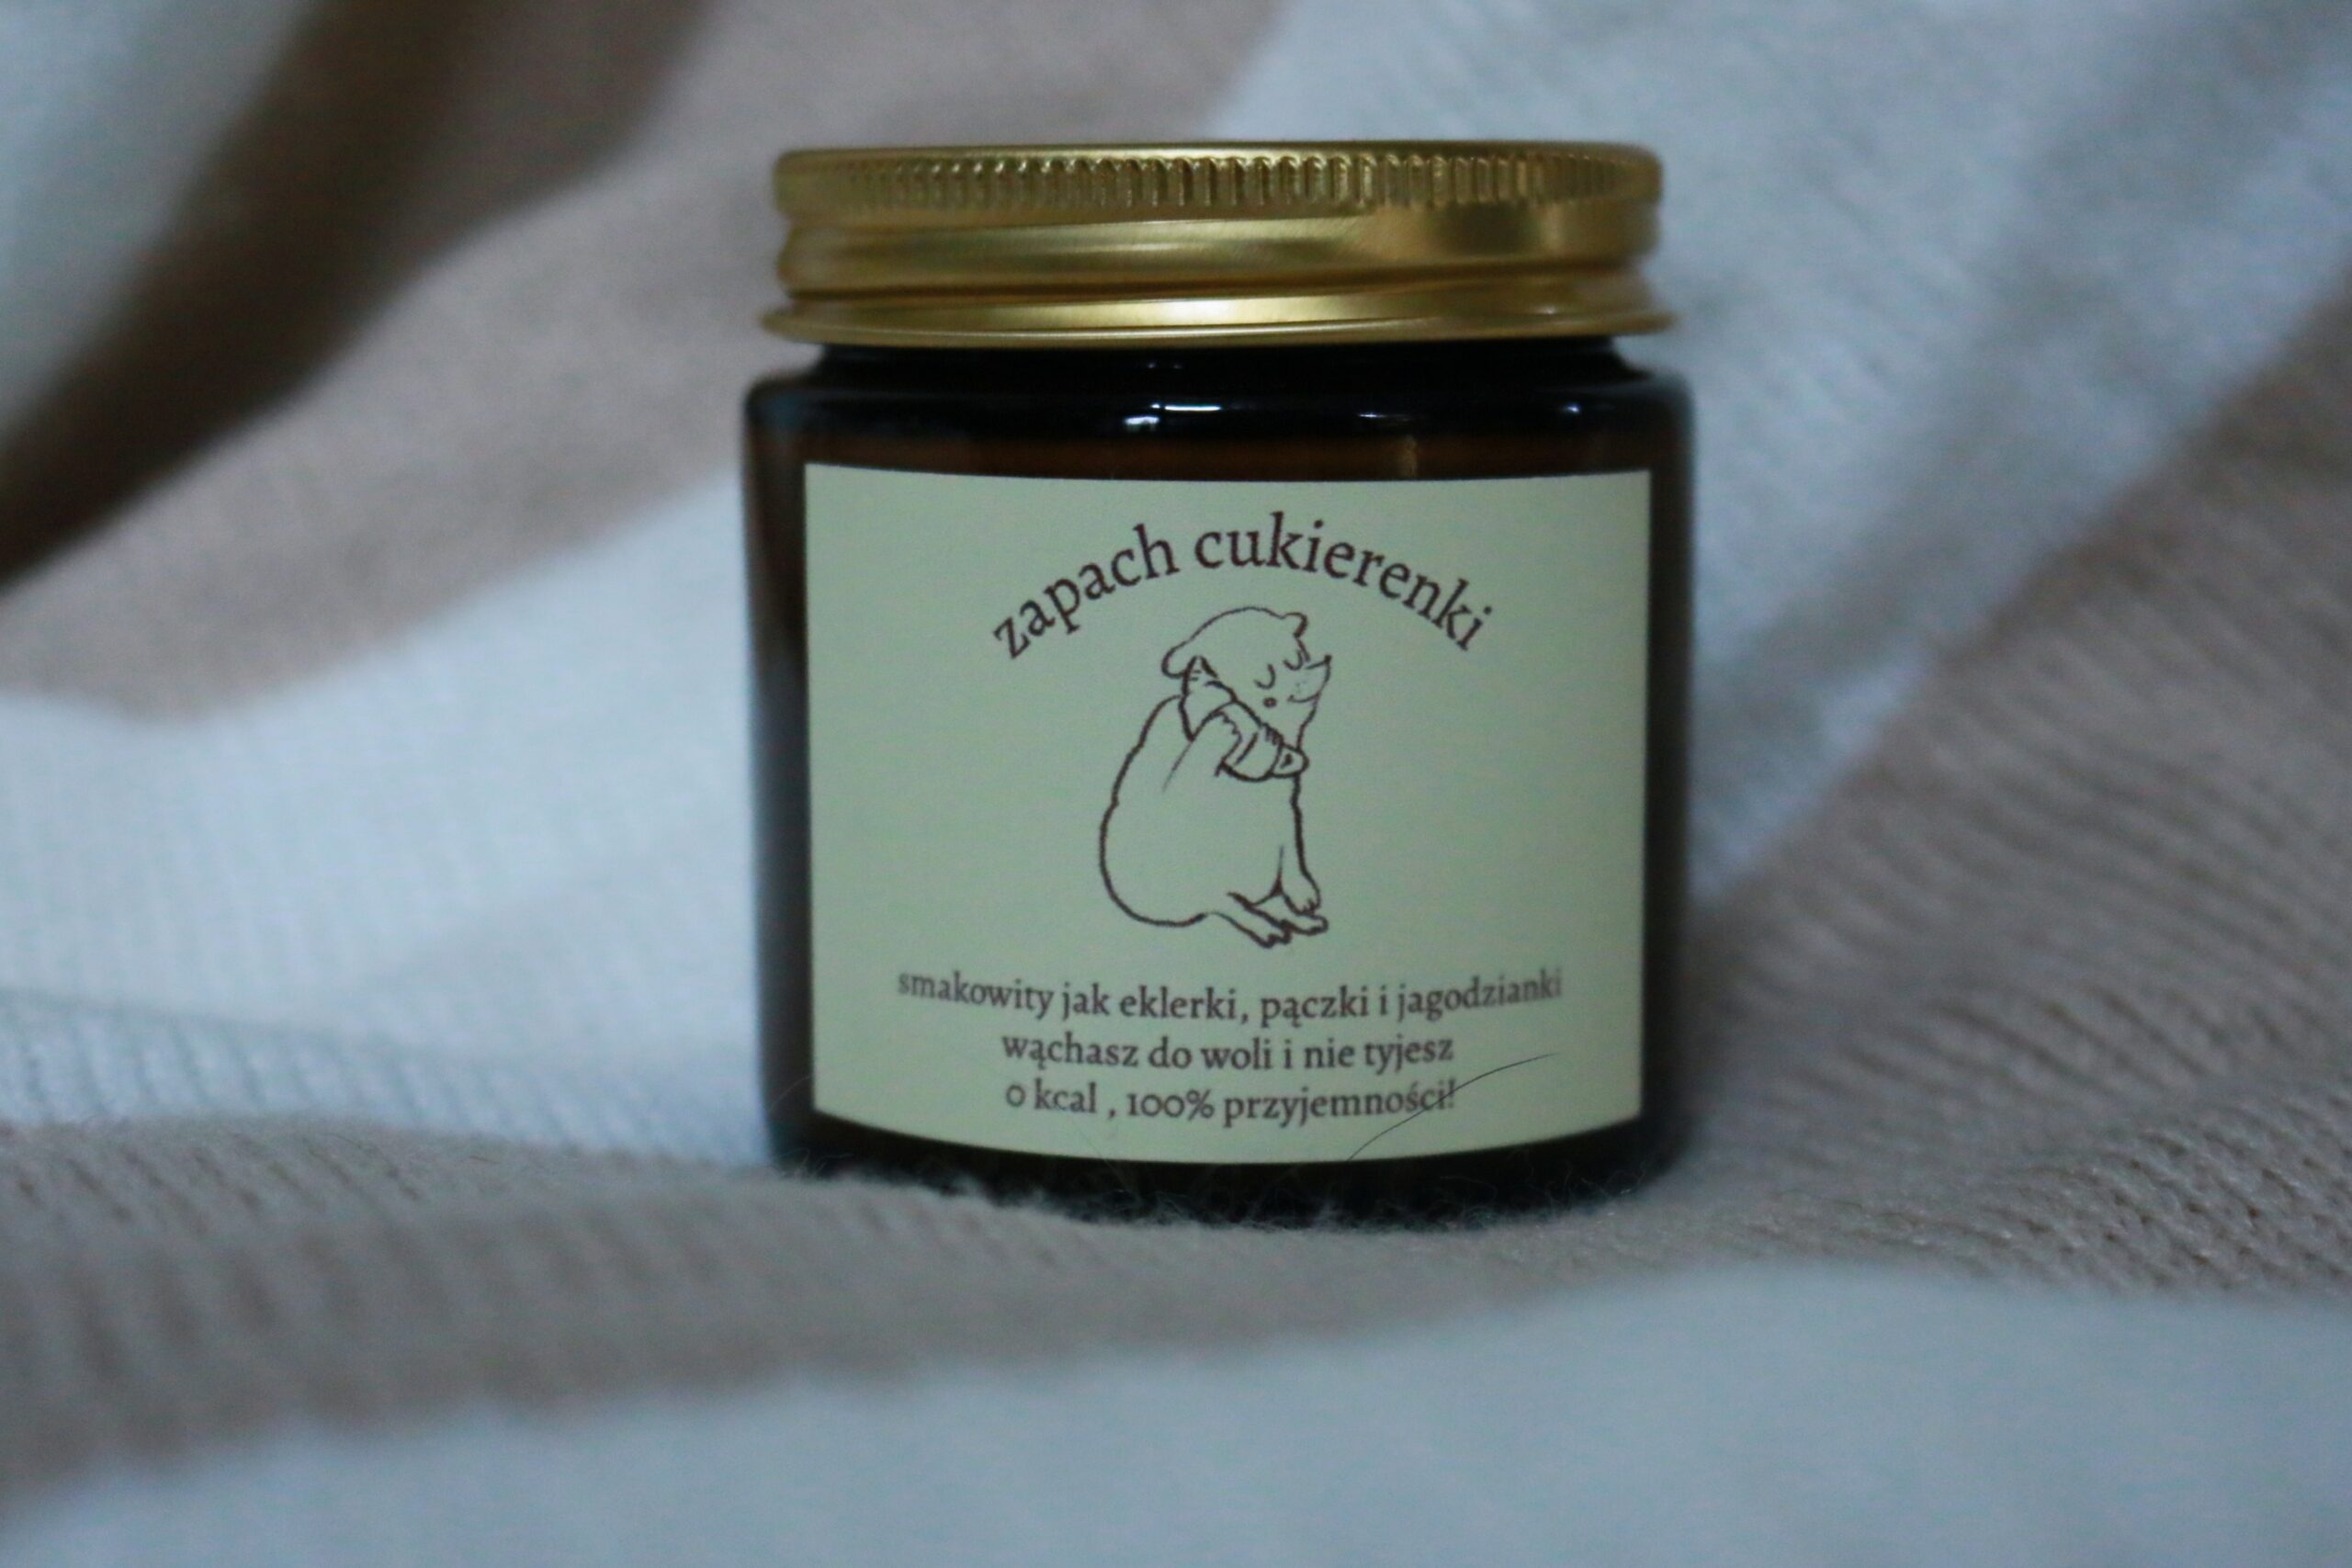 zapach cukierenki
smakowity jak eklerki, pączki i jagodzianki
wąchasz do woli i nie tyjesz
0 kcal , 100% przyjemności!